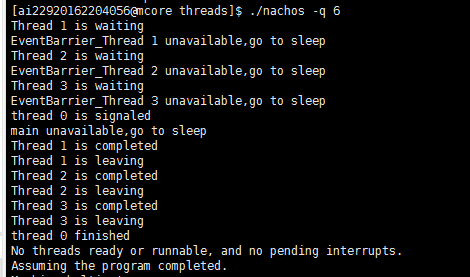 [ai22920162204056@mcore threads]$ ./nachos -q 6
Thread 1 is waiting
EventBarrier_Thread 1 unavailable,go to sleep
Thread 2 is waiting
EventBarrier_Thread 2 unavailable,go to sleep
Thread 3 is waiting
EventBarrier_Thread 3 unavailable,go to sleep
thread 0 is signaled
main unavailable,go to sleep
Thread 1 is completed
Thread 1 is leaving
Thread 2 is completed
Thread 2 is leaving
Thread 3 is completed
Thread 3 is leaving
thread 0 finished
No threads ready or runnable, and no pending interrupts.
Assuming the program completed.